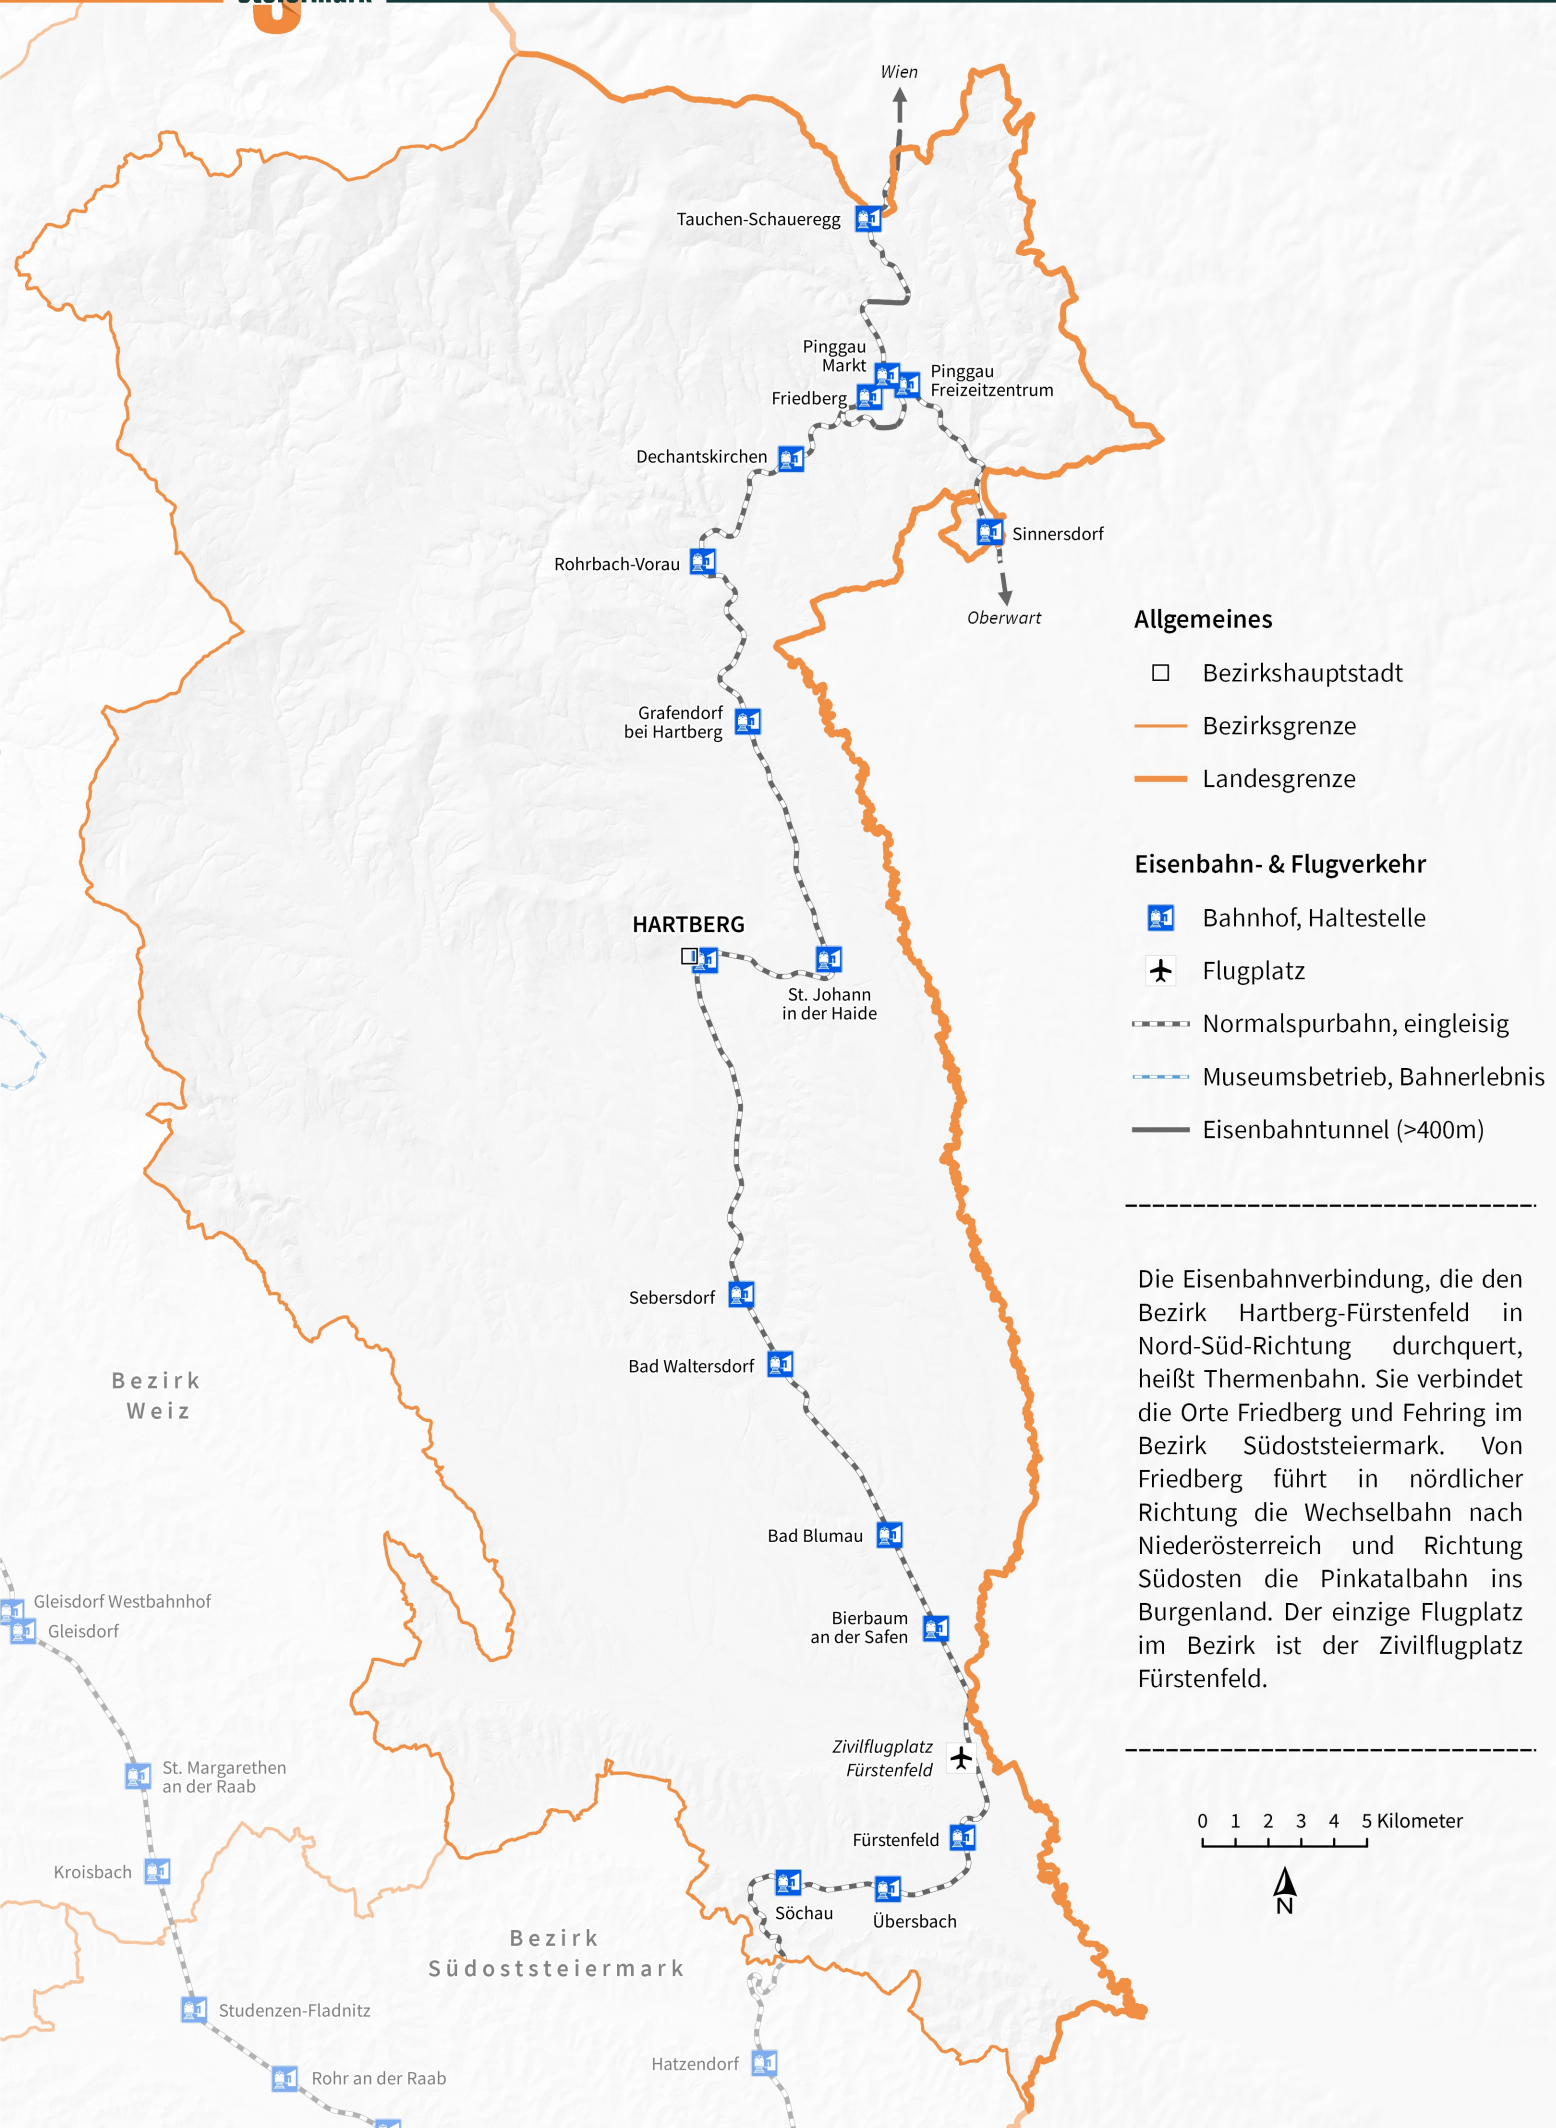 Wien
Tauchen-Schaueregg
Pinggau
Markt
Pinggau
Freizeitzentrum
Friedberg
Dechantskirchen
Sinnersdorf
Rohrbach-Vorau
Oberwart
Grafendorf
bei Hartberg
HARTBERG
St. Johann
in der Haide
Sebersdorf
Bad Waltersdorf
Bezirk
Weiz
Bad Blumau
Gleisdorf Westbahnhof
Gleisdorf
Bierbaum
an der Safen
Zivilflugplatz
Fürstenfeld
St. Margarethen
an der Raab
Fürstenfeld
Kroisbach
Söchau
Übersbach
Bezirk
Südoststeiermark
Studenzen-Fladnitz
Hatzendorf
Rohr an der Raab
Allgemeines
Bezirkshauptstadt
Bezirksgrenze
Landesgrenze
Eisenbahn- & Flugverkehr
Bahnhof, Haltestelle
Flugplatz
Normalspurbahn, eingleisig
Museumsbetrieb, Bahnerlebnis
Eisenbahntunnel (>400m)
Die Eisenbahnverbindung, die den
Bezirk Hartberg-Fürstenfeld in
Nord-Süd-Richtung durchquert,
heißt Thermenbahn. Sie verbindet
die Orte Friedberg und Fehring im
Bezirk Südoststeiermark. Von
Friedberg führt in nördlicher
Richtung die Wechselbahn nach
Niederösterreich und Richtung
Südosten die Pinkatalbahn ins
Burgenland. Der einzige Flugplatz
im Bezirk ist der Zivilflugplatz
Fürstenfeld.
0 1 2 3 4 5 Kilometer
N